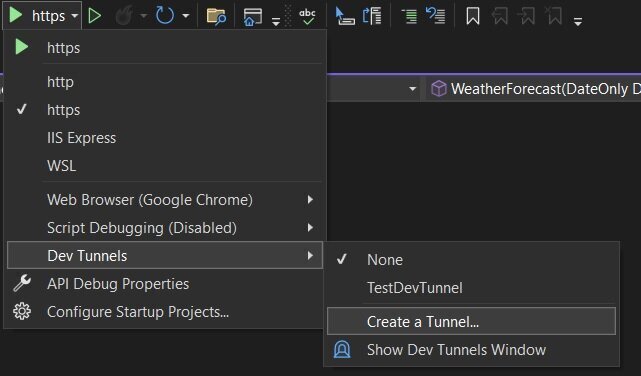 https
abc
https
http
WeatherForecast(DateOnly D
https
IIS Express
WSL
Web Browser (Google Chrome)
Script Debugging (Disabled)
Dev Tunnels
None
API Debug Properties
TestDevTunnel
Configure Startup Projects...
Create a Tunnel...
Show Dev Tunnels Window